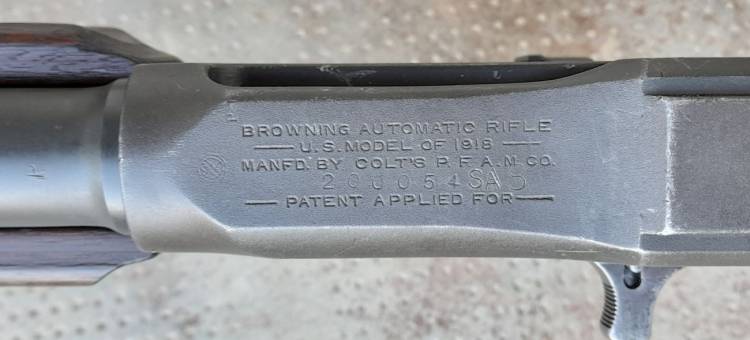 BROWNING AUTOMATIC RIFLE
U.S. MODEL OF 1918
MANFD. BY COLT'S P. F. A. M CO.
PATENT APPLIED FOR